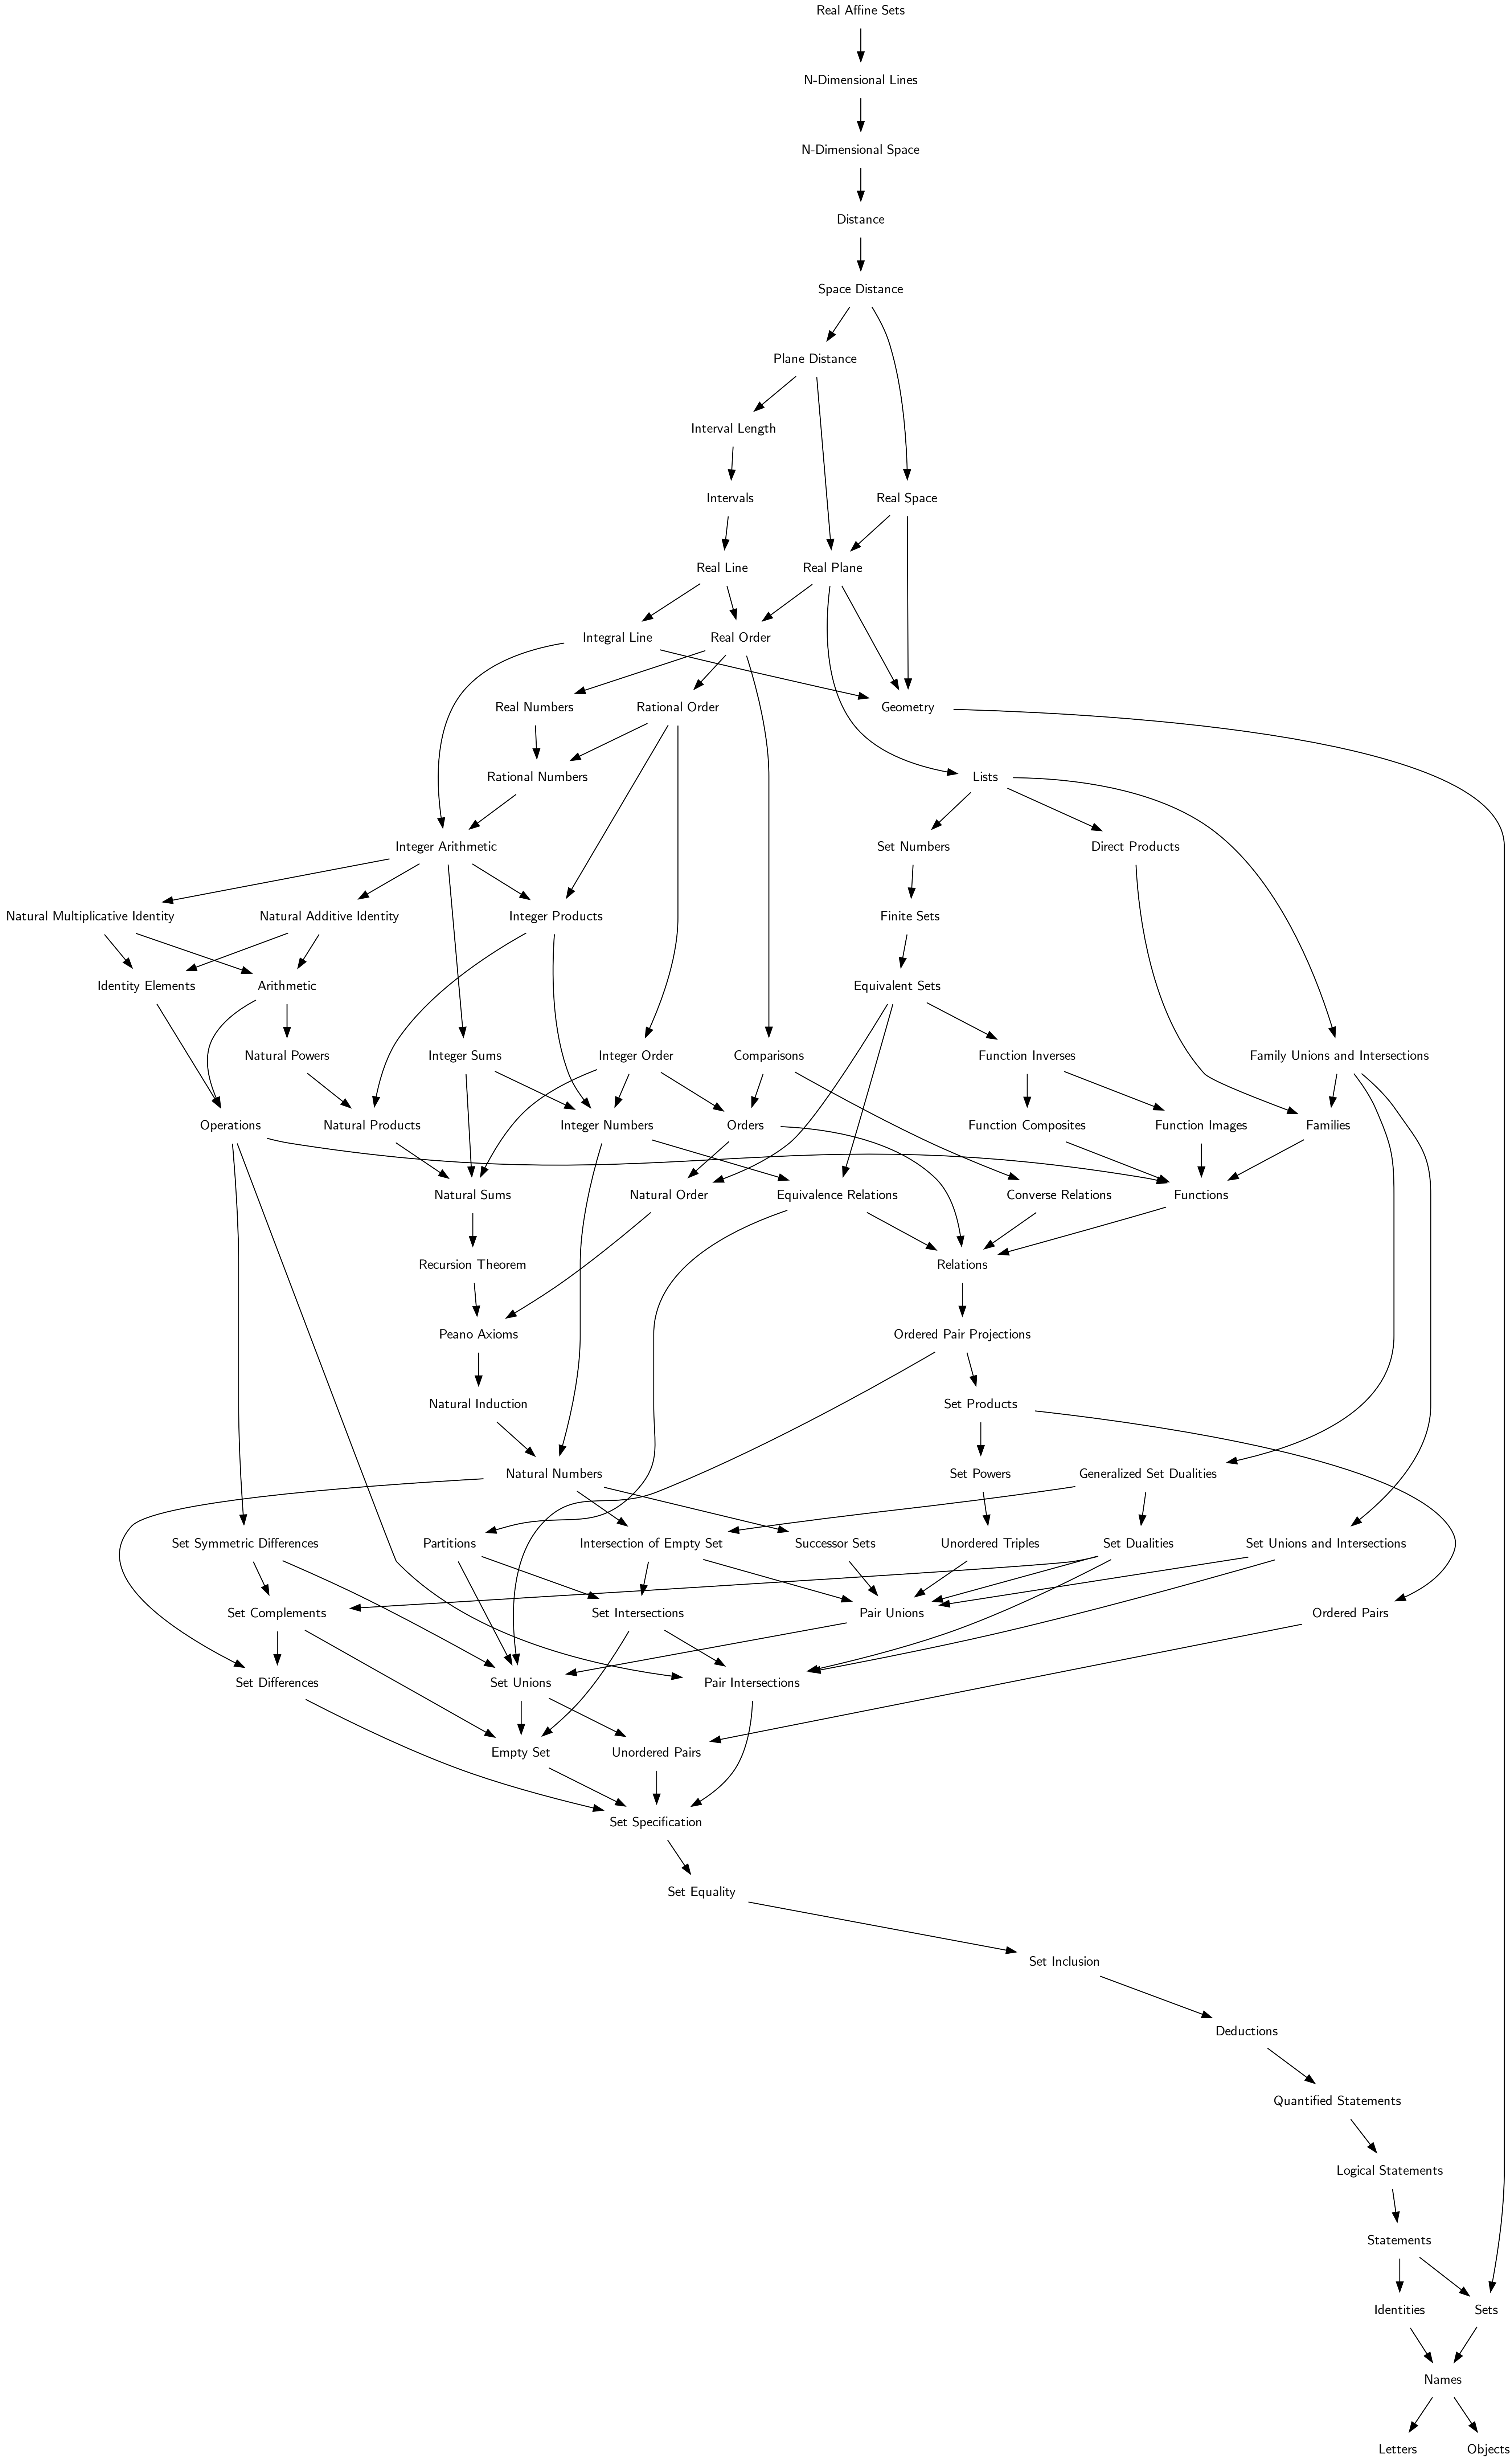 Real Affine Sets
N-Dimensional Lines
N-Dimensional Space
Distance
Space Distance
Plane Distance
Interval Length
Intervals
Real Space
Real Line
Real Plane
Integral Line
Real Order
Real Numbers
Rational Order
Geometry
Rational Numbers
Lists
Integer Arithmetic
Set Numbers
Direct Products
Natural Multiplicative Identity
Natural Additive Identity
Integer Products
Finite Sets
Identity Elements
Arithmetic
Equivalent Sets
Natural Powers
Integer Sums
Integer Order
Comparisons
Function Inverses
Family Unions and Intersections
Operations
Natural Products
Integer Numbers
Orders
Function Composites
Function Images
Families
Natural Sums
Natural Order
Equivalence Relations
Converse Relations
Functions
Recursion Theorem
Relations
Peano Axioms
Ordered Pair Projections
Natural Induction
Set Products
Natural Numbers
Set Powers
Generalized Set Dualities
Set Symmetric Differences
Partitions
Intersection of Empty Set
Successor Sets
Unordered Triples
Set Dualities
Set Unions and Intersections
Set Complements
Set Intersections
Pair Unions
Ordered Pairs
Set Differences
Set Unions
Pair Intersections
Empty Set
Unordered Pairs
Set Specification
Set Equality
Set Inclusion
Deductions
Quantified Statements
Logical Statements
Statements
Identities
Sets
Names
Letters
Objects